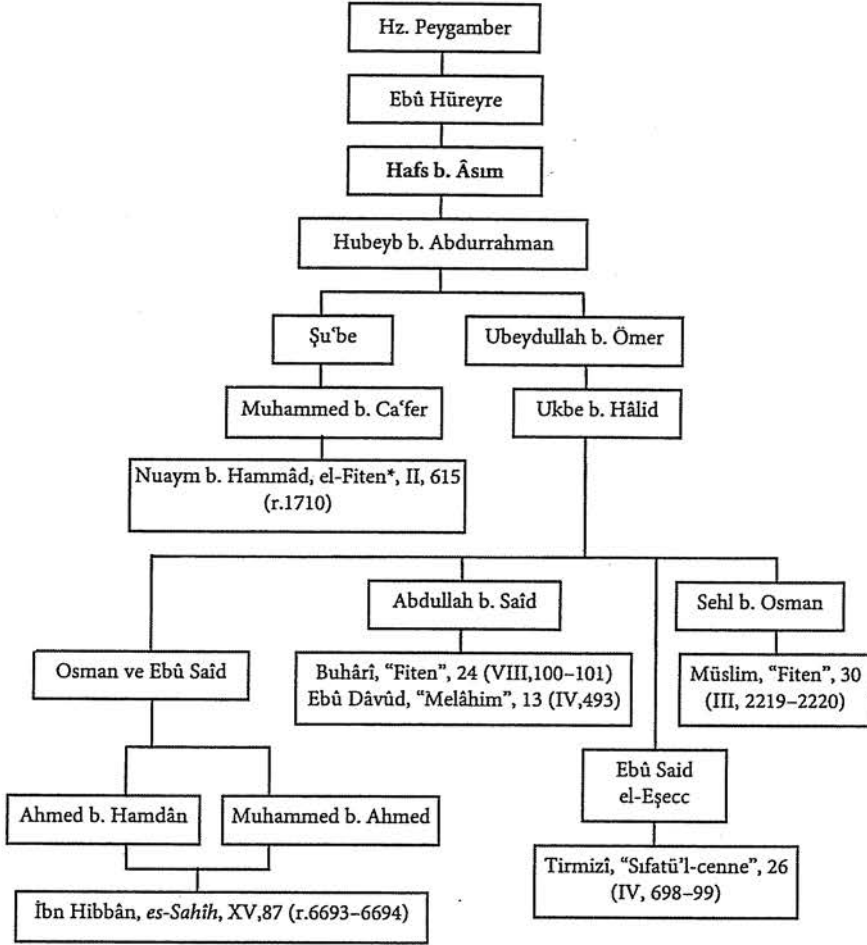 Hz. Peygamber
Ebû Hüreyre
Hafs b. Âsım
Hubeyb b. Abdurrahman
Şu‘be
Ubeydullah b. Ömer
Muhammed b. Ca‘fer
Ukbe b. Hâlid
Nuaym b. Hammâd, el-Fiten*, II, 615
(r.1710)
Abdullah b. Saîd
Sehl b. Osman
Osman ve Ebû Saîd
Buhârî, “Fiten”, 24 (VIII,100–101)
Ebû Dâvûd, “Melâhim”, 13 (IV,493)
Müslim, “Fiten”, 30
(III, 2219–2220)
Ebû Said
el-Eşecc
Ahmed b. Hamdân
Muhammed b. Ahmed
Tirmizî, “Sıfatü’l-cenne”, 26
(IV, 698–99)
İbn Hibbân, es-Sahîh, XV,87 (r.6693–6694)